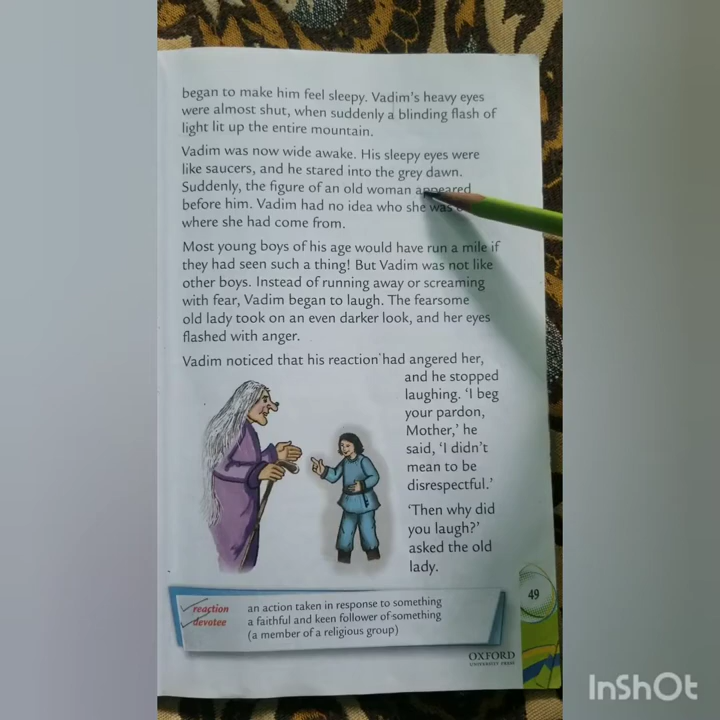 began to make him feel sleepy. Vadim's heavy eyes
were almost shut, when suddenly a blinding flash of
light lit up the entire mountain.
Vadim was now wide awake. His sleepy eyes were
like saucers, and he stared into the grey dawn.
Suddenly, the figure of an old woman appeared
before him. Vadim had no idea who she was
where she had come from.
Most young boys of his age would have run a mile if
they had seen such a thing! But Vadim was not like
other boys. Instead of running away or screaming
with fear, Vadim began to laugh. The fearsome
old lady took on an even darker look, and her eyes
flashed with anger.
Vadim noticed that his reaction had angered her,
and he stopped
laughing. ‘I beg
your pardon,
Mother,’ he
said, ‘I didn't
mean to be
disrespectful.’
‘Then why did
you laugh?’
asked the old
lady.
reaction an action taken in response to something
devotee a faithful and keen follower of something
(a member of a religious group)
49
OXFORD
UNIVERSITY PRESS
InShOt